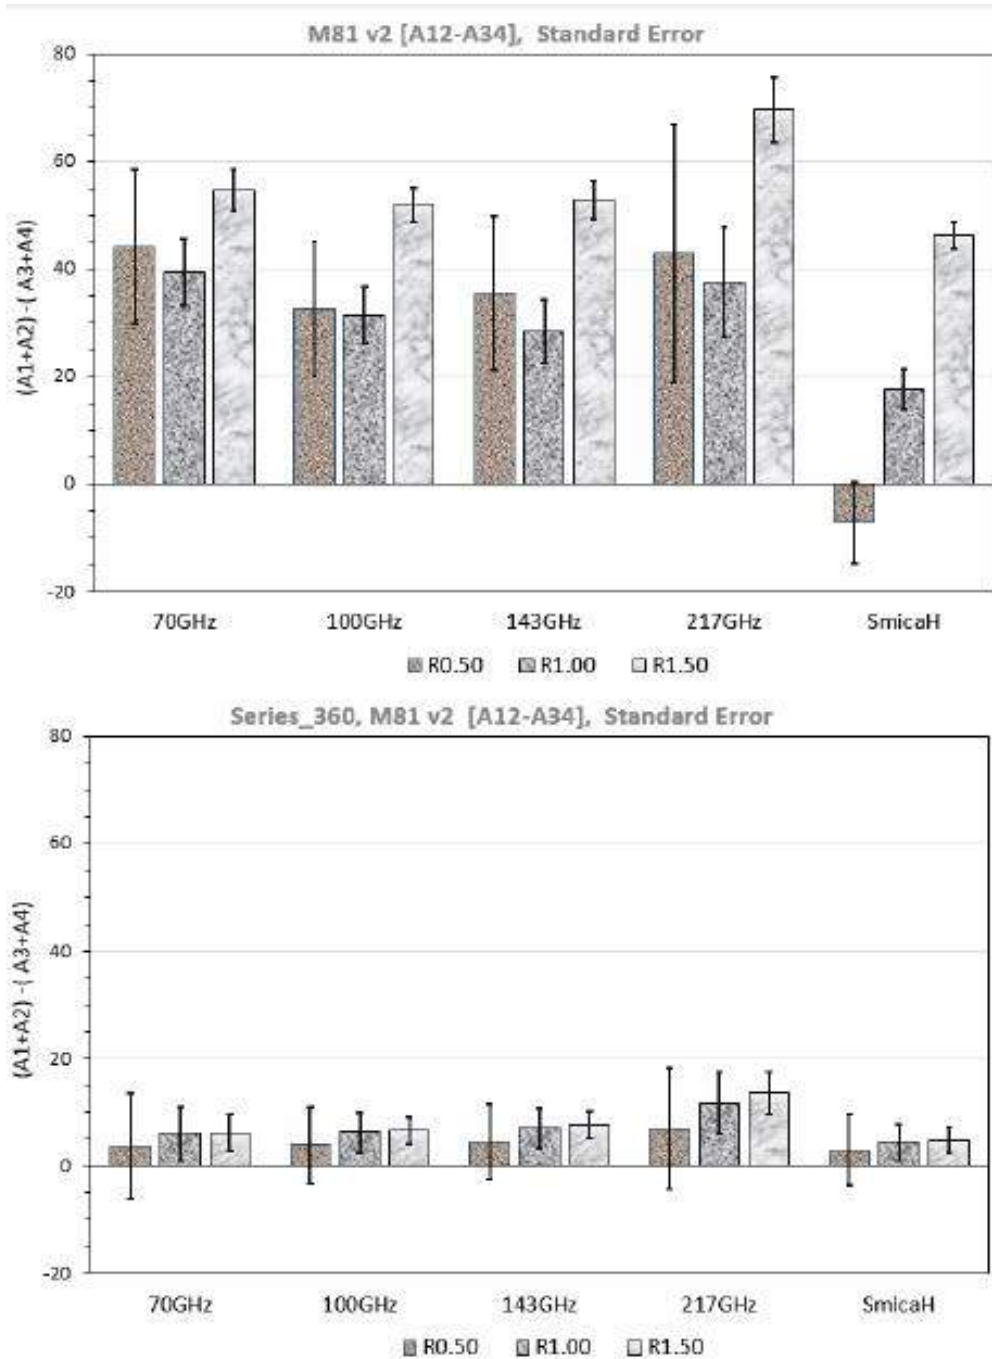 M81 v2 [A12-A34], Standard Error
(A1+A2) -( A3+A4)
80
60
40
20
0
-20
70GHz 100GHz 143GHz 217GHz SmicaH
R0.50 R1.00 R1.50
Series_360, M81 v2 [A12-A34], Standard Error
(A1+A2) -( A3+A4)
80
60
40
20
0
-20
70GHz 100GHz 143GHz 217GHz SmicaH
R0.50 R1.00 R1.50